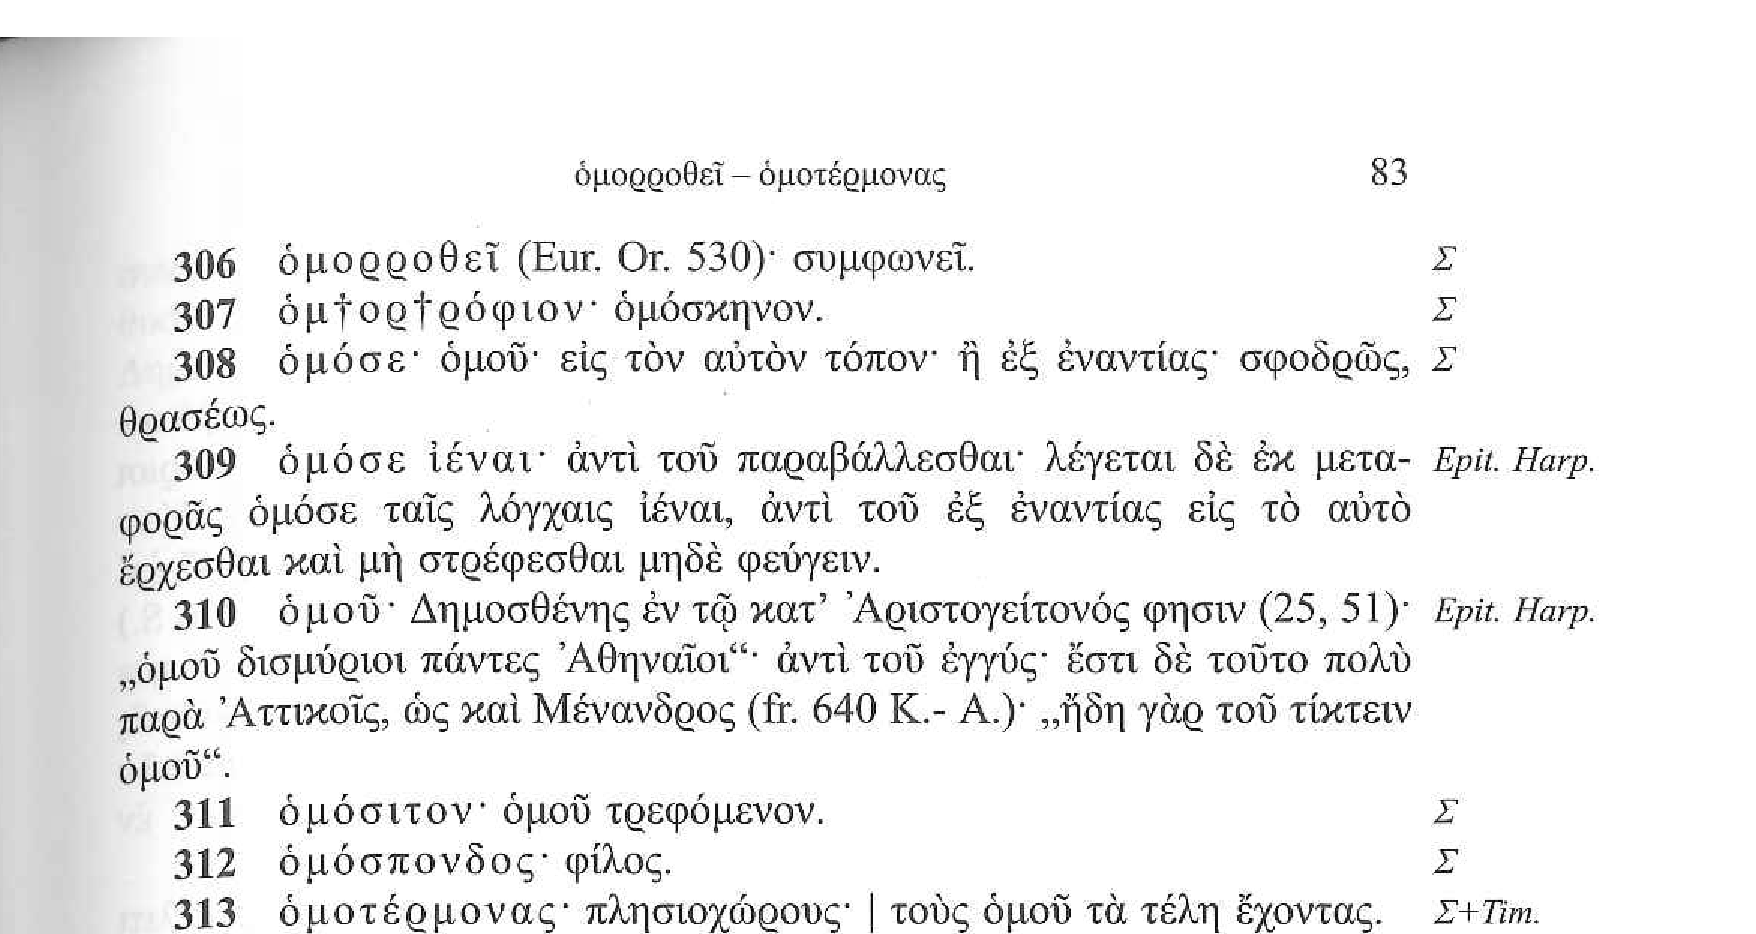 ὁμορροθεῖ – ὁμοτέρμονας 83
306 ὁμορροθεῖ (Eur. Or. 530)· συμφωνεῖ. Σ
307 ὁμ†ορ†ρόφιον· ὁμόσκηνον. Σ
308 ὁμόσε· ὁμοῦ· εἰς τὸν αὐτὸν τόπον· ἢ ἐξ ἐναντίας· σφοδρῶς, Σ
θρασέως.
309 ὁμόσε ἰέναι· ἀντὶ τοῦ παραβάλλεσθαι· λέγεται δὲ ἐκ μετα- Epit. Harp.
φορᾶς ὁμόσε ταῖς λόγχαις ἰέναι, ἀντὶ τοῦ ἐξ ἐναντίας εἰς τὸ αὐτὸ
ἔρχεσθαι καὶ μὴ στρέφεσθαι μηδὲ φεύγειν.
310 ὁμοῦ· Δημοσθένης ἐν τῷ κατ’ Ἀριστογείτονός φησιν (25, 51)· Epit. Harp.
„ὁμοῦ δισμύριοι πάντες Ἀθηναῖοι“· ἀντὶ τοῦ ἐγγύς· ἔστι δὲ τοῦτο πολὺ
παρὰ Ἀττικοῖς, ὡς καὶ Μένανδρος (fr. 640 K.- A.)· „ἤδη γὰρ τοῦ τίκτειν
ὁμοῦ“.
311 ὁμόσιτον· ὁμοῦ τρεφόμενον. Σ
312 ὁμόσπονδος· φίλος. Σ
313 ὁμοτέρμονας· πλησιοχώρους· | τοὺς ὁμοῦ τὰ τέλη ἔχοντας. Σ+Tim.